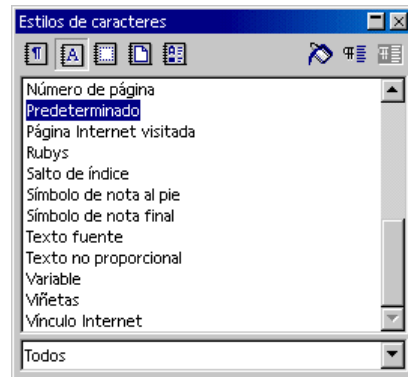 Estilos de caracteres
Número de página
Predeterminado
Página Internet visitada
Rubys
Salto de índice
Símbolo de nota al pie
Símbolo de nota final
Texto fuente
Texto no proporcional
Variable
Viñetas
Vínculo Internet
Todos